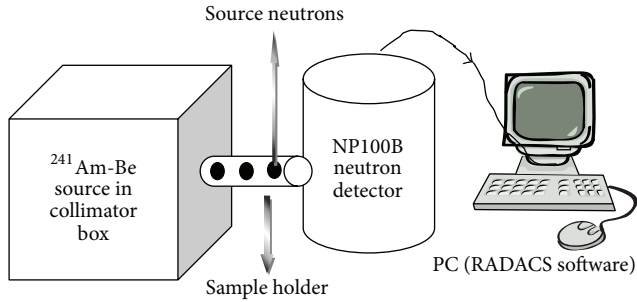 Source neutrons
²⁴¹Am-Be
source in
collimator
box
NP100B
neutron
detector
Sample holder
PC (RADACS software)